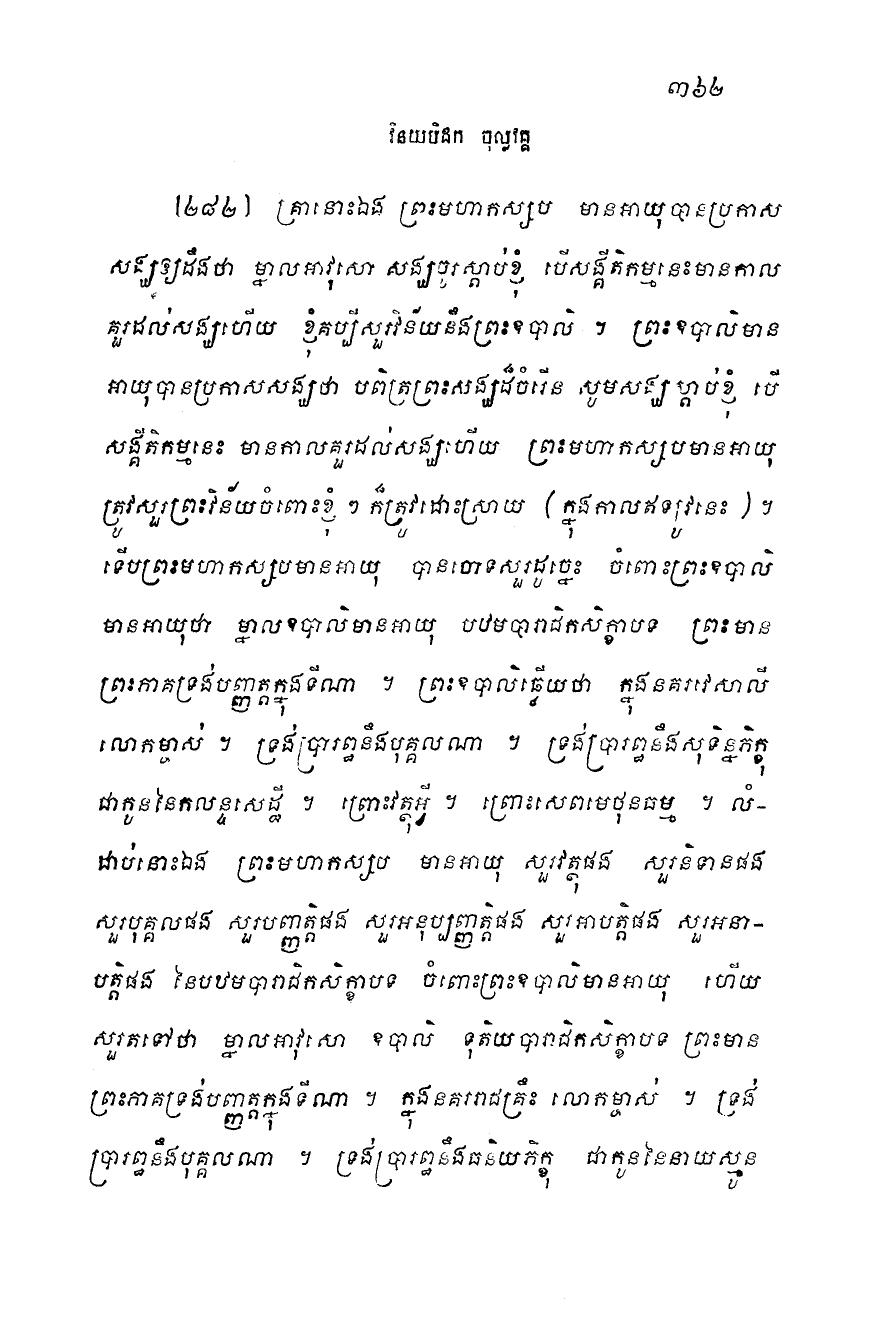 ៣៦២
វិនយបិដក ចុល្លវគ្គ
[២៨២] គ្រានោះឯង ព្រះមហាកស្សប មានអាយុបានប្រកាស
សង្ឃឲ្យដឹងថា ម្នាលអាវុសោ សង្ឃចូរស្តាប់ខ្ញុំ បើសង្គីតិកម្មនេះមានកាល
គួរដល់សង្ឃហើយ ខ្ញុំគប្បីសួរវិន័យនឹងព្រះឧបាលិ ។ ព្រះឧបាលិមាន
អាយុបានប្រកាសសង្ឃថា បពិត្រព្រះសង្ឃដ៏ចំរើន សូមសង្ឃស្តាប់ខ្ញុំ បើ
សង្គីតិកម្មនេះ មានកាលគួរដល់សង្ឃហើយ ព្រះមហាកស្សបមានអាយុ
ត្រូវសួរព្រះវិន័យចំពោះខ្ញុំ ៗ ក៏ត្រូវដោះស្រាយ (ក្នុងកាលឥឡូវនេះ) ។
ទើបព្រះមហាកស្សបមានអាយុ បានចោទសួរដូច្នេះ ចំពោះព្រះឧបាលិ
មានអាយុថា ម្នាលឧបាលិមានអាយុ បឋមបារាជិកសិក្ខាបទ ព្រះមាន
ព្រះភាគទ្រង់បញ្ញត្តក្នុងទីណា ។ ព្រះឧបាលិឆ្លើយថា ក្នុងនគរវេសាលី
លោកម្ចាស់ ។ ទ្រង់ប្រារព្ធនឹងបុគ្គលណា ។ ទ្រង់ប្រារព្ធនឹងសុទិន្នភិក្ខុ
ជាកូននៃកលន្ទសេដ្ឋី ។ ព្រោះវត្ថុអ្វី ។ ព្រោះសេពមេថុនធម្ម ។ លំ-
ដាប់នោះឯង ព្រះមហាកស្សប មានអាយុ សួរវត្ថុផង សួរនិទានផង
សួរបុគ្គលផង សួរបញ្ញត្តិផង សួរអនុប្បញ្ញត្តិផង សួរអាបត្តិផង សួរអនា-
បត្តិផង នៃបឋមបារាជិកសិក្ខាបទ ចំពោះព្រះឧបាលិមានអាយុ ហើយ
សួរតទៅថា ម្នាលអាវុសោ ឧបាលិ ទុតិយបារាជិកសិក្ខាបទ ព្រះមាន
ព្រះភាគទ្រង់បញ្ញត្តក្នុងទីណា ។ ក្នុងនគររាជគ្រឹះ លោកម្ចាស់ ។ ទ្រង់
ប្រារព្ធនឹងបុគ្គលណា ។ ទ្រង់ប្រារព្ធនឹងធនិយភិក្ខុ ជាកូននៃនាយស្មូន